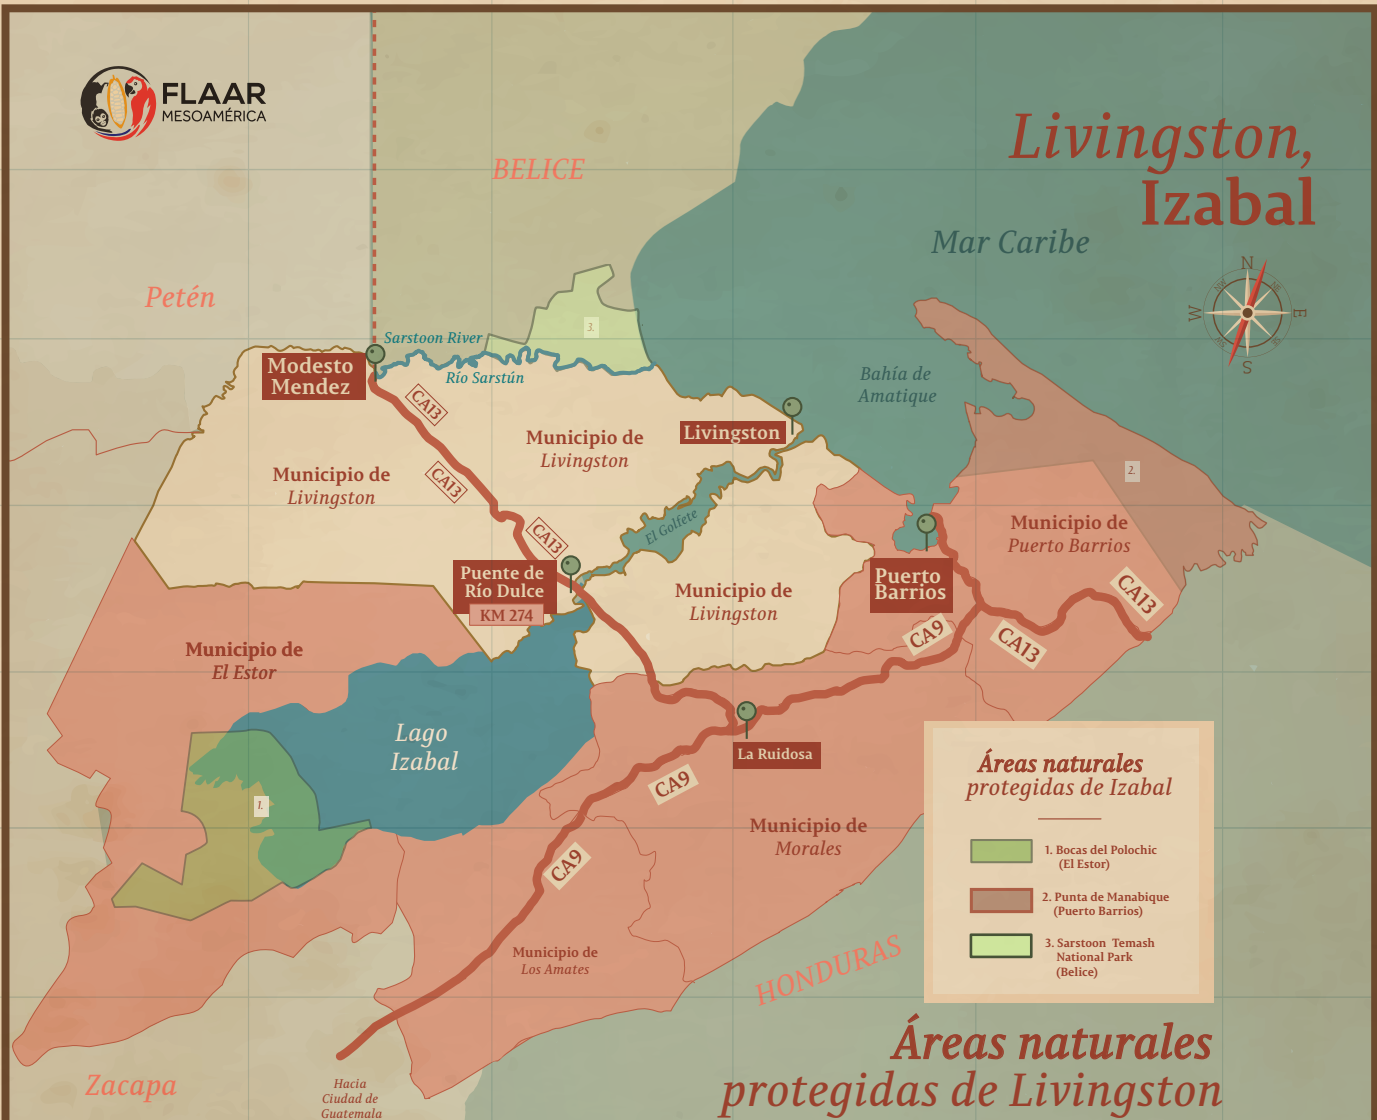 FLAAR
MESOAMÉRICA
Livingston,
Izabal
BELICE
Mar Caribe
Petén
N
NE
E
SE
S
SW
W
NW
3.
Sarstoon River
Río Sarstún
Modesto
Mendez
Bahía de
Amatique
CA13
Livingston
Municipio de
Livingston
Municipio de
Livingston
CA13
2.
El Golfete
CA13
Municipio de
Puerto Barrios
Puente de
Río Dulce
KM 274
Municipio de
Livingston
Puerto
Barrios
CA13
CA9
CA13
Municipio de
El Estor
Lago
Izabal
La Ruidosa
CA9
1.
Municipio de
Morales
CA9
Municipio de
Los Amates
HONDURAS
Áreas naturales
protegidas de Izabal
1. Bocas del Polochic
(El Estor)
2. Punta de Manabique
(Puerto Barrios)
3. Sarstoon Temash
National Park
(Belice)
Zacapa
Hacia
Ciudad de
Guatemala
Áreas naturales
protegidas de Livingston